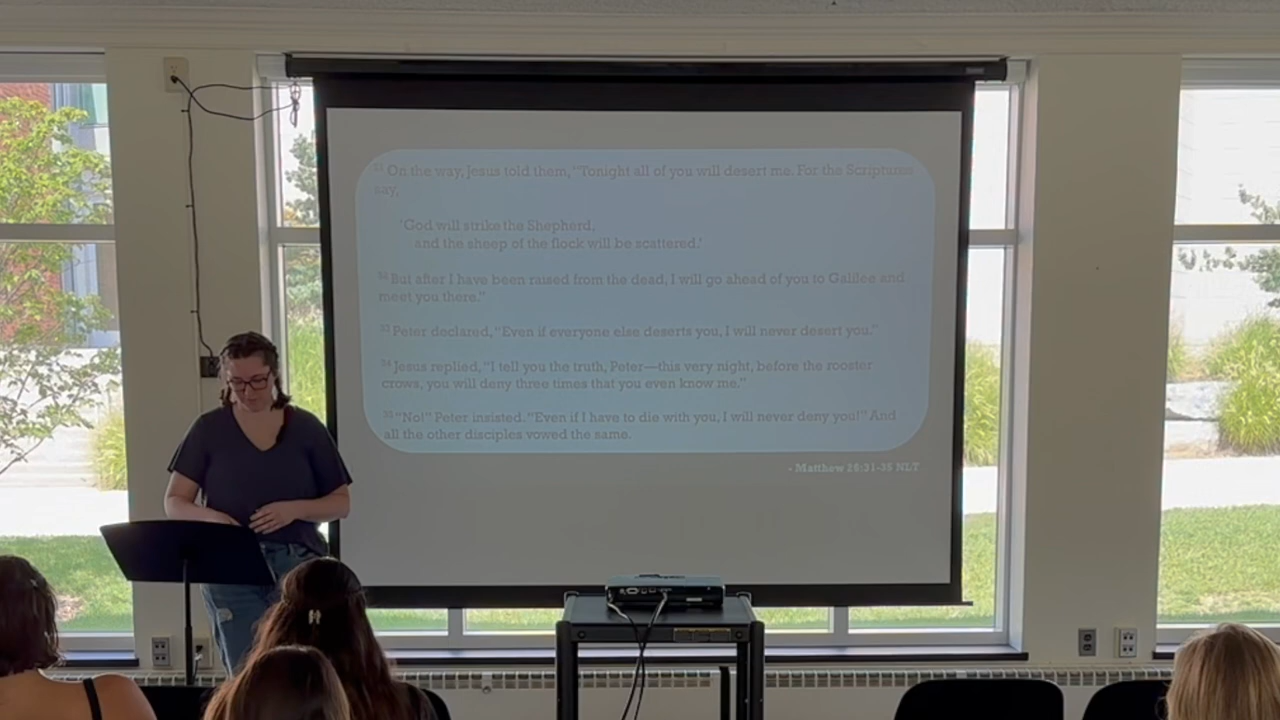 31 On the way, Jesus told them, "Tonight all of you will desert me. For the Scriptures
say,
'God will strike the Shepherd,
and the sheep of the flock will be scattered.'
32 But after I have been raised from the dead, I will go ahead of you to Galilee and
meet you there."
33 Peter declared, "Even if everyone else deserts you, I will never desert you."
34 Jesus replied, "I tell you the truth, Peter—this very night, before the rooster
crows, you will deny three times that you even know me."
35 "No!" Peter insisted. "Even if I have to die with you, I will never deny you!" And
all the other disciples vowed the same.
- Matthew 26:31-35 NLT